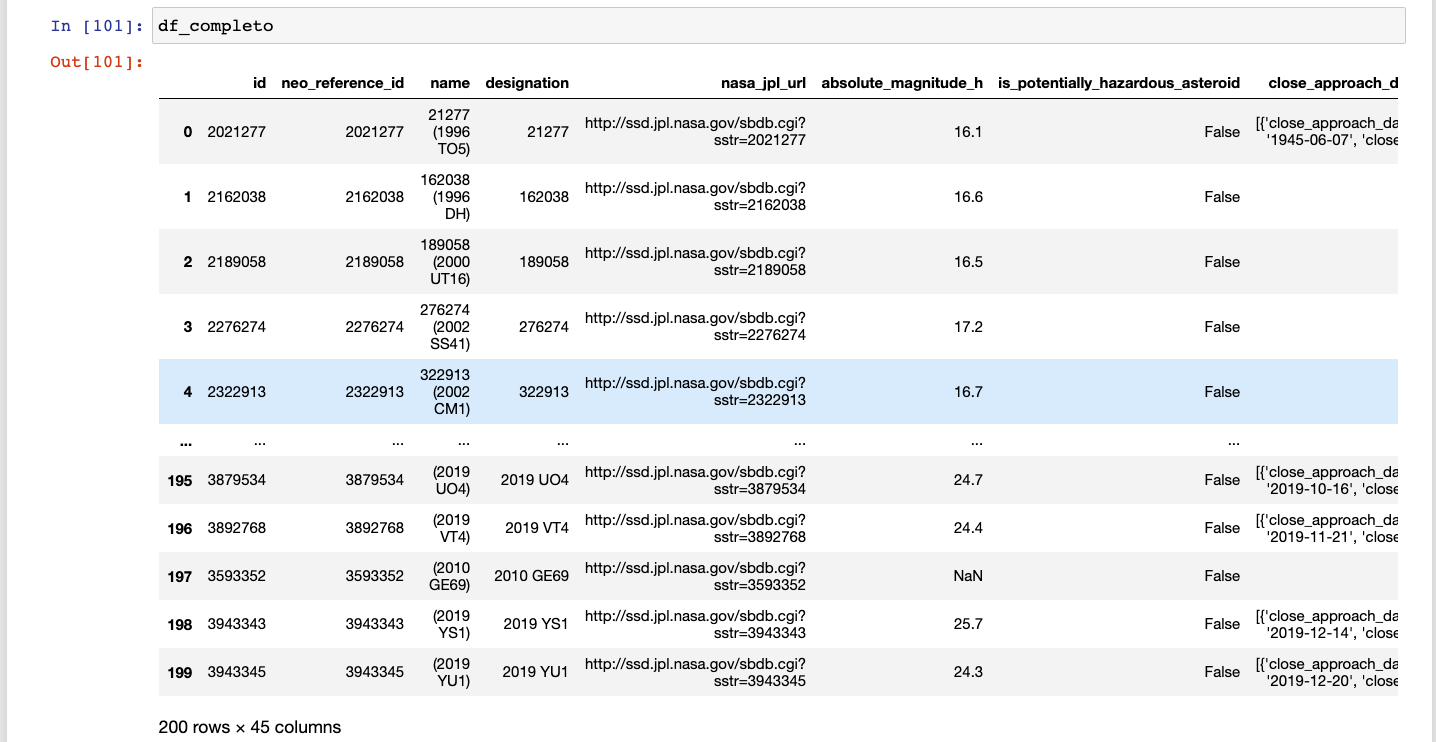 In [101]: df_completo
Out[101]:
id neo_reference_id name designation nasa_jpl_url absolute_magnitude_h is_potentially_hazardous_asteroid close_approach_d
0 2021277 2021277 21277 (1996 TO5) 21277 http://ssd.jpl.nasa.gov/sbdb.cgi?sstr=2021277 16.1 False [{'close_approach_da '1945-06-07', 'close
1 2162038 2162038 162038 (1996 DH) 162038 http://ssd.jpl.nasa.gov/sbdb.cgi?sstr=2162038 16.6 False
2 2189058 2189058 189058 (2000 UT16) 189058 http://ssd.jpl.nasa.gov/sbdb.cgi?sstr=2189058 16.5 False
3 2276274 2276274 276274 (2002 SS41) 276274 http://ssd.jpl.nasa.gov/sbdb.cgi?sstr=2276274 17.2 False
4 2322913 2322913 322913 (2002 CM1) 322913 http://ssd.jpl.nasa.gov/sbdb.cgi?sstr=2322913 16.7 False
... ... ... ... ... ... ... ...
195 3879534 3879534 (2019 UO4) 2019 UO4 http://ssd.jpl.nasa.gov/sbdb.cgi?sstr=3879534 24.7 False [{'close_approach_da '2019-10-16', 'close
196 3892768 3892768 (2019 VT4) 2019 VT4 http://ssd.jpl.nasa.gov/sbdb.cgi?sstr=3892768 24.4 False [{'close_approach_da '2019-11-21', 'close
197 3593352 3593352 (2010 GE69) 2010 GE69 http://ssd.jpl.nasa.gov/sbdb.cgi?sstr=3593352 NaN False
198 3943343 3943343 (2019 YS1) 2019 YS1 http://ssd.jpl.nasa.gov/sbdb.cgi?sstr=3943343 25.7 False [{'close_approach_da '2019-12-14', 'close
199 3943345 3943345 (2019 YU1) 2019 YU1 http://ssd.jpl.nasa.gov/sbdb.cgi?sstr=3943345 24.3 False [{'close_approach_da '2019-12-20', 'close
200 rows × 45 columns